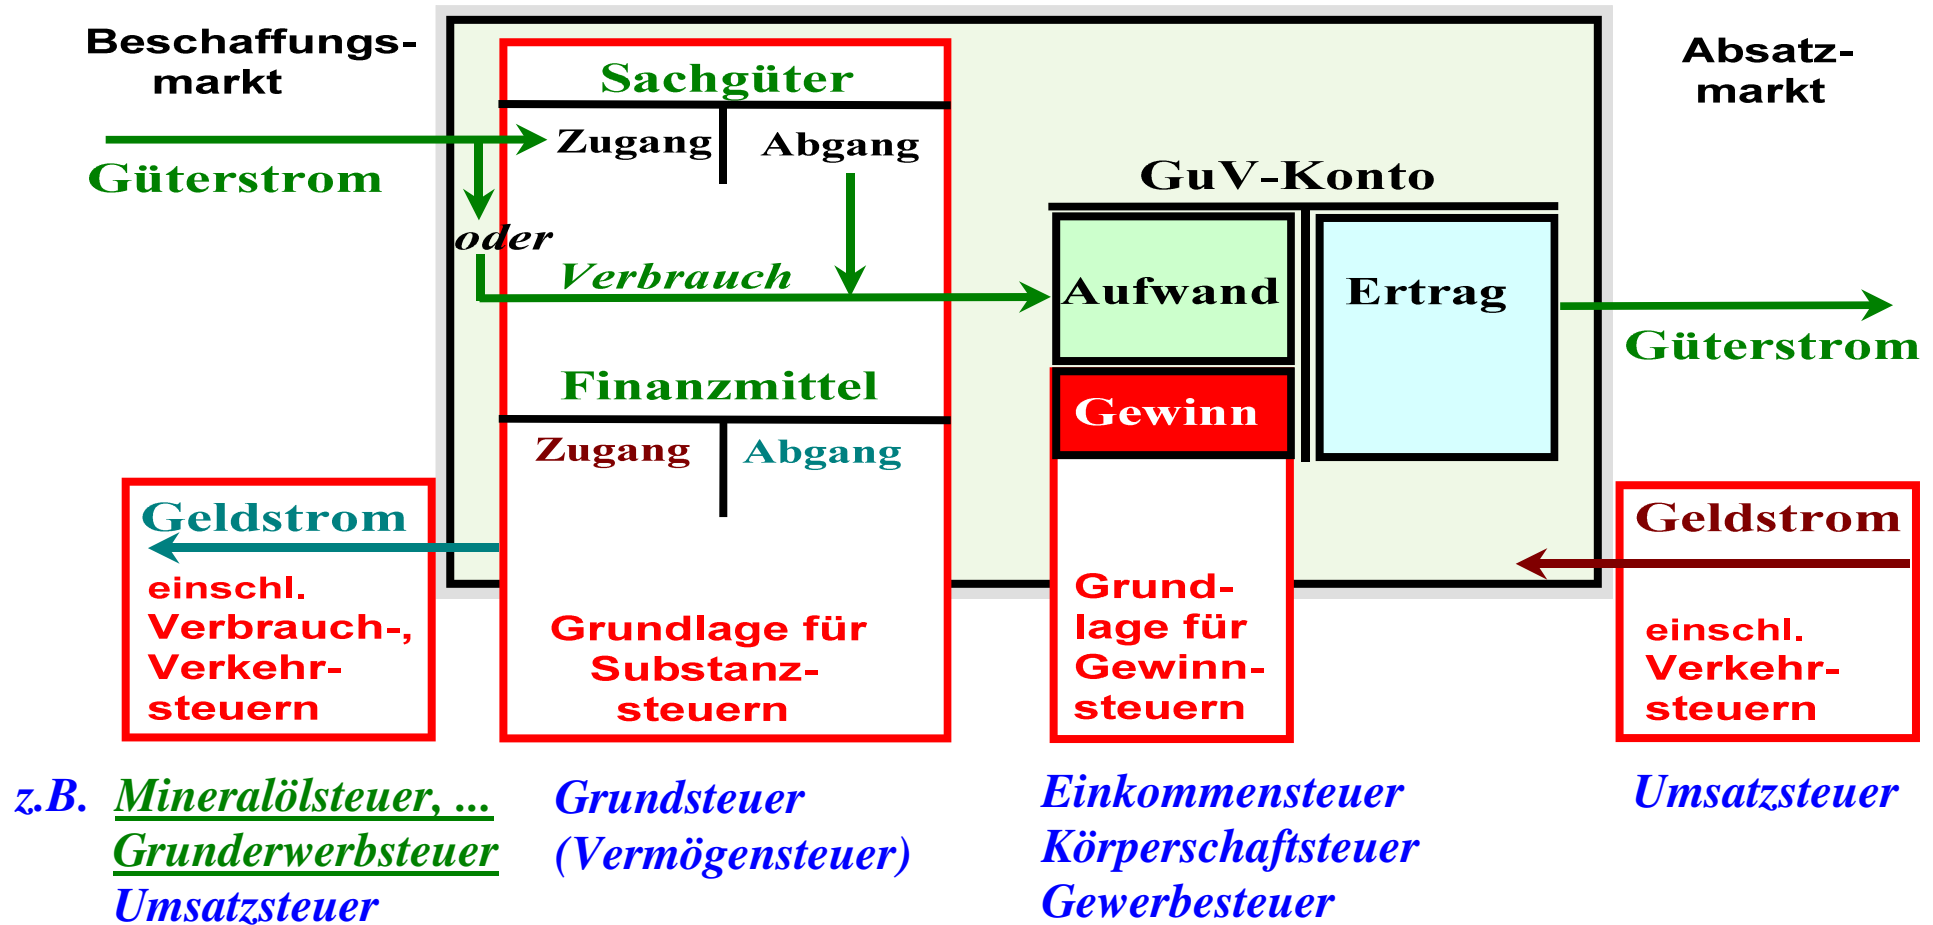 Beschaffungs-
markt
Güterstrom
Sachgüter
Zugang
Abgang
oder
Verbrauch
GuV-Konto
Aufwand
Ertrag
Gewinn
Absatz-
markt
Güterstrom
Finanzmittel
Zugang
Abgang
Geldstrom
einschl.
Verbrauch-,
Verkehr-
steuern
Grundlage für
Substanz-
steuern
Grund-
lage für
Gewinn-
steuern
Geldstrom
einschl.
Verkehr-
steuern
z.B. Mineralölsteuer, ...
Grunderwerbsteuer
Umsatzsteuer
Grundsteuer
(Vermögensteuer)
Einkommensteuer
Körperschaftsteuer
Gewerbesteuer
Umsatzsteuer